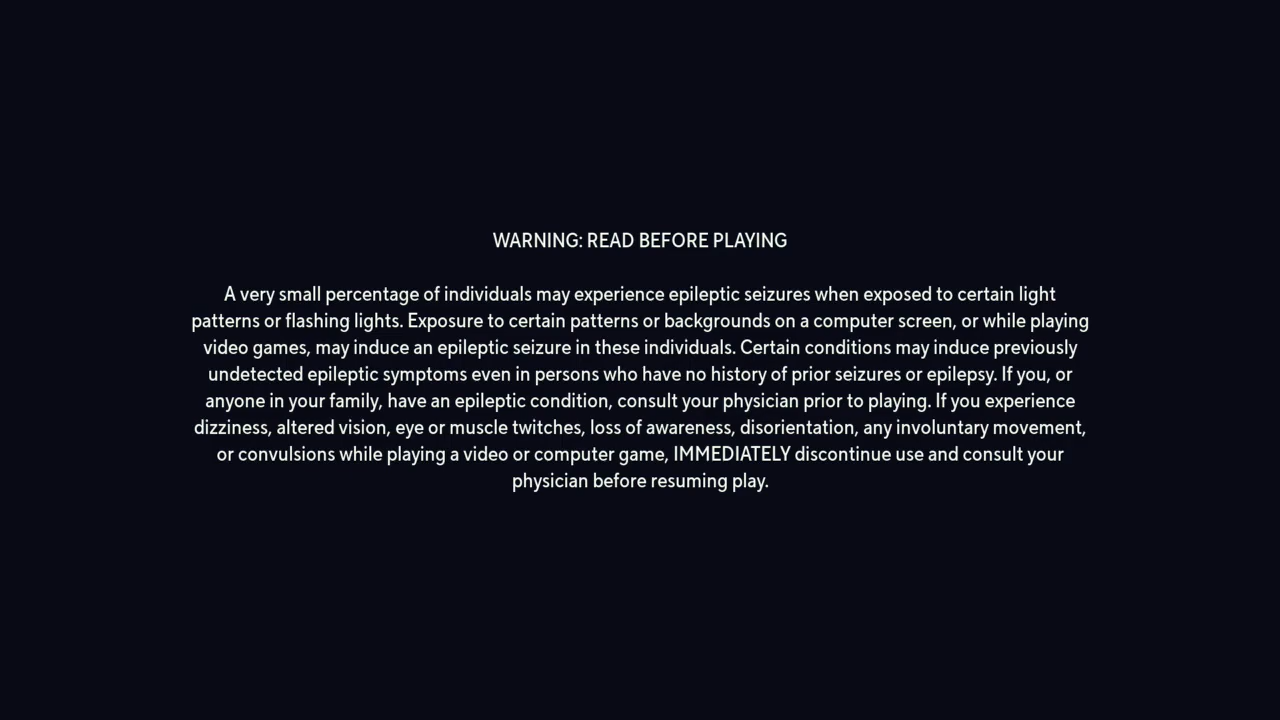 WARNING: READ BEFORE PLAYING
A very small percentage of individuals may experience epileptic seizures when exposed to certain light
patterns or flashing lights. Exposure to certain patterns or backgrounds on a computer screen, or while playing
video games, may induce an epileptic seizure in these individuals. Certain conditions may induce previously
undetected epileptic symptoms even in persons who have no history of prior seizures or epilepsy. If you, or
anyone in your family, have an epileptic condition, consult your physician prior to playing. If you experience
dizziness, altered vision, eye or muscle twitches, loss of awareness, disorientation, any involuntary movement,
or convulsions while playing a video or computer game, IMMEDIATELY discontinue use and consult your
physician before resuming play.